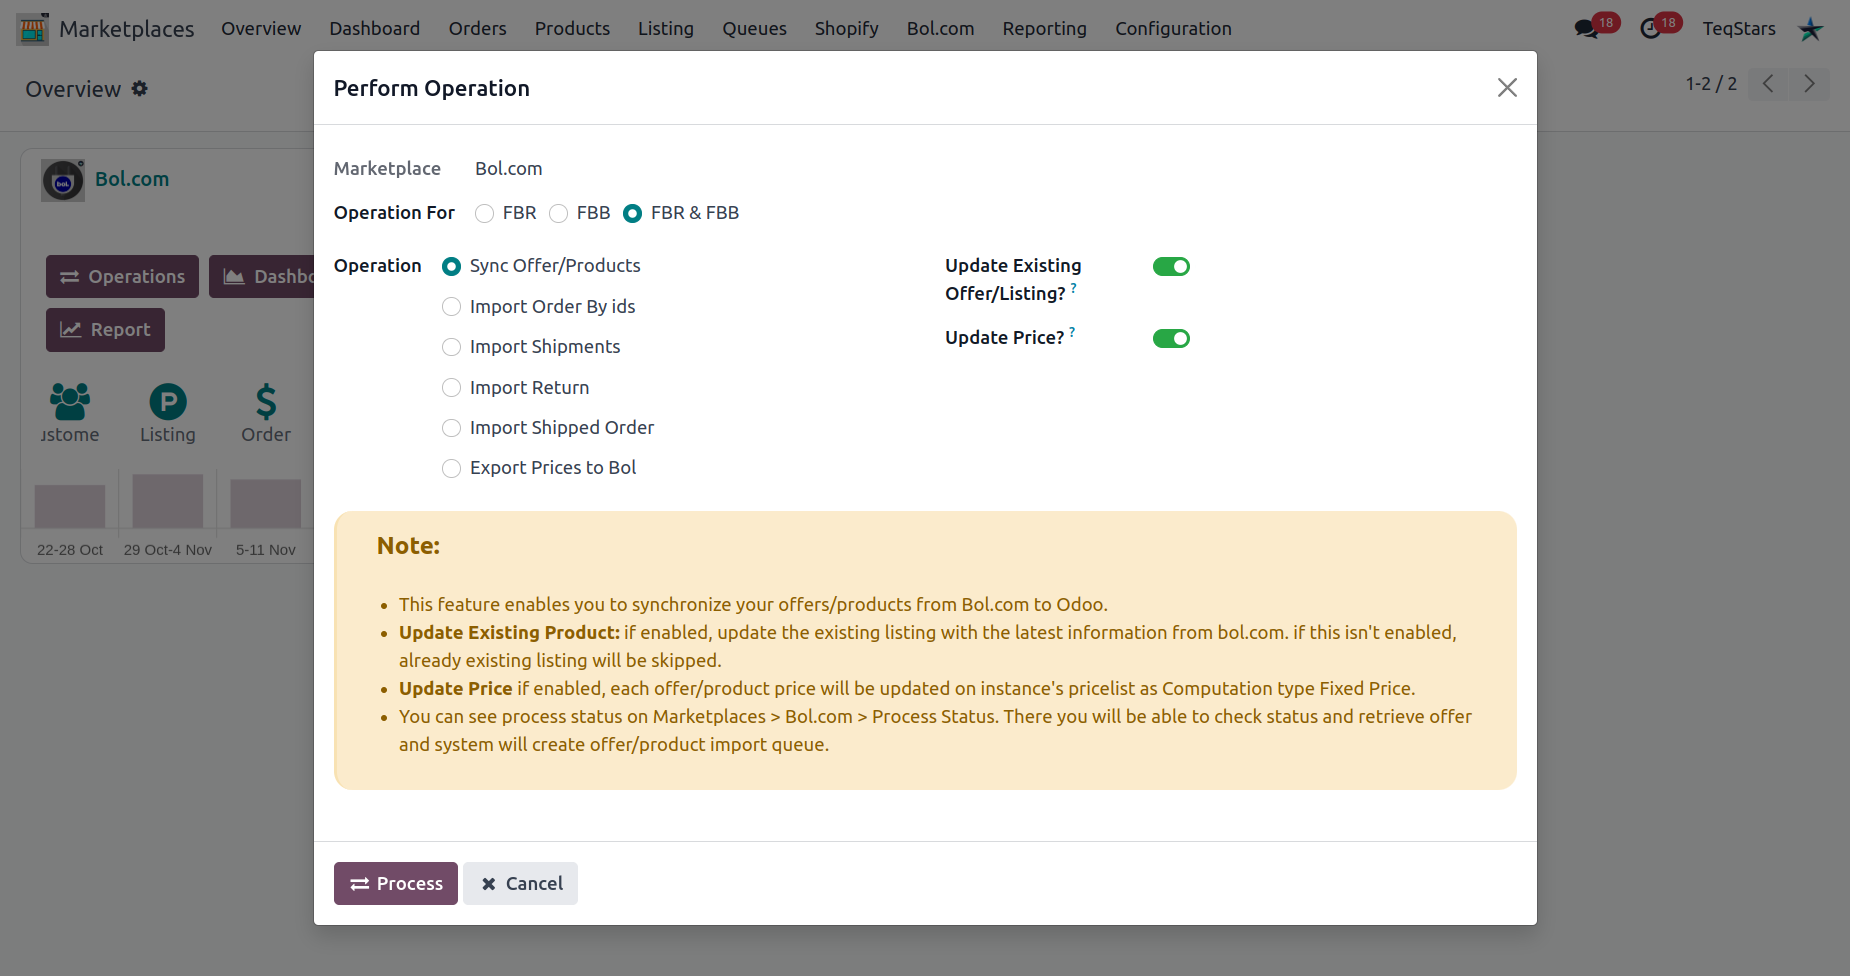 Marketplaces Overview Dashboard Orders Products Listing Queues Shopify Bol.com Reporting Configuration 18 18 TeqStars
Overview 1-2 / 2
Perform Operation
bol.
Bol.com
Operations
Dashbo
Report
P
ustome Listing Order
22-28 Oct 29 Oct-4 Nov 5-11 Nov
Marketplace Bol.com
Operation For FBR FBB FBR & FBB
Operation Sync Offer/Products
Import Order By ids
Import Shipments
Import Return
Import Shipped Order
Export Prices to Bol
Update Existing
Offer/Listing? ?
Update Price? ?
Note:
• This feature enables you to synchronize your offers/products from Bol.com to Odoo.
• Update Existing Product: if enabled, update the existing listing with the latest information from bol.com. if this isn't enabled,
already existing listing will be skipped.
• Update Price if enabled, each offer/product price will be updated on instance's pricelist as Computation type Fixed Price.
• You can see process status on Marketplaces > Bol.com > Process Status. There you will be able to check status and retrieve offer
and system will create offer/product import queue.
Process Cancel